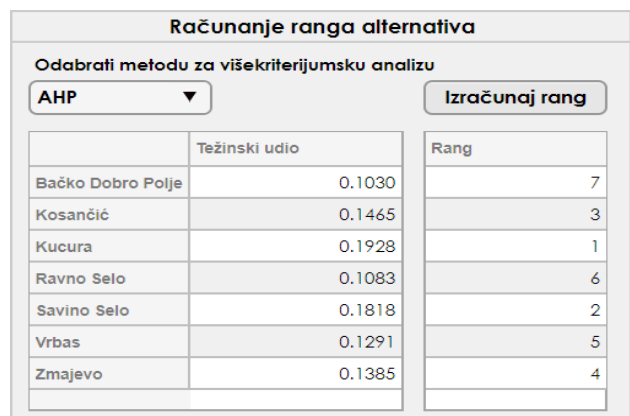 Računanje ranga alternativa
Odabrati metodu za višekriterijumsku analizu
AHP ▼ Izračunaj rang
Težinski udio Rang
Bačko Dobro Polje 0.1030 7
Kosančić 0.1465 3
Kucura 0.1928 1
Ravno Selo 0.1083 6
Savino Selo 0.1818 2
Vrbas 0.1291 5
Zmajevo 0.1385 4